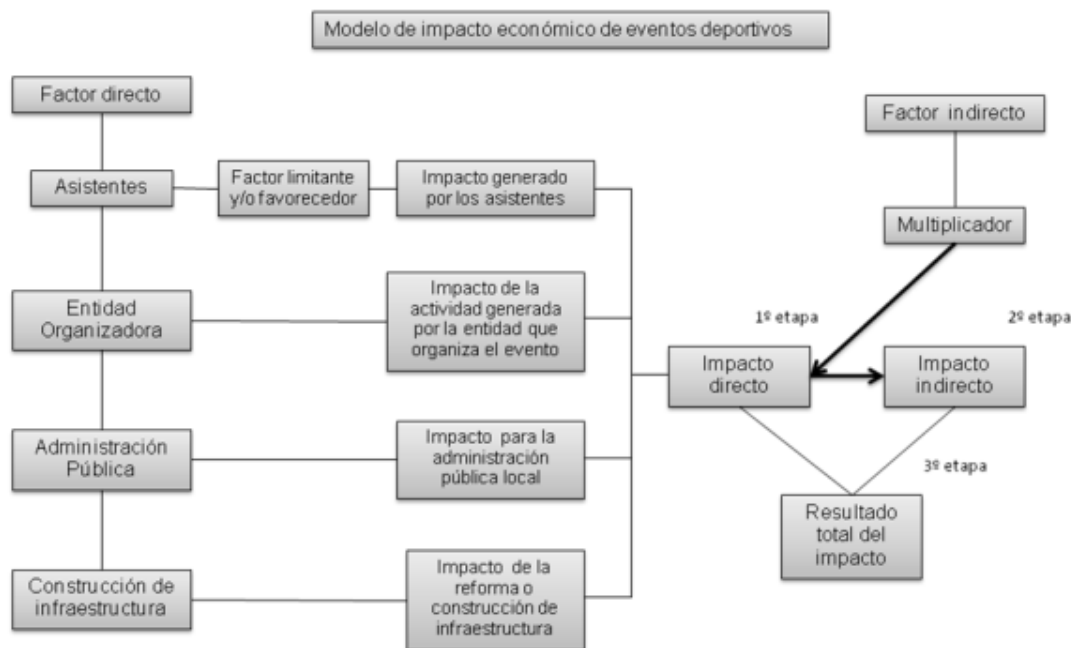 Modelo de impacto económico de eventos deportivos
Factor directo
Factor indirecto
Asistentes
Factor limitante
y/o favorecedor
Impacto generado
por los asistentes
Multiplicador
Entidad
Organizadora
Impacto de la
actividad generada
por la entidad que
organiza el evento
1º etapa
2º etapa
Impacto
directo
Impacto
indirecto
Administración
Pública
Impacto para la
administración
pública local
3º etapa
Resultado
total del
impacto
Construcción de
infraestructura
Impacto de la
reforma o
construcción de
infraestructura